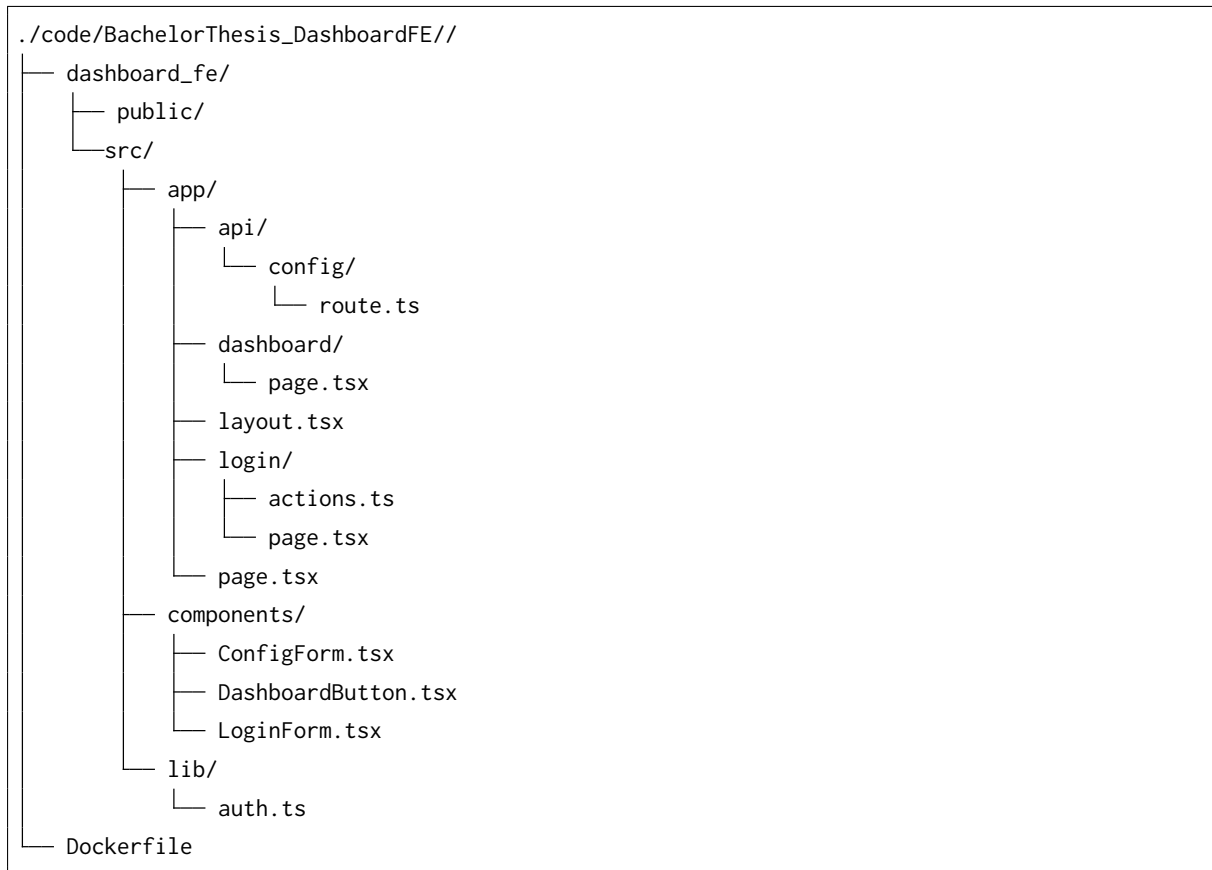 ./code/BachelorThesis_DashboardFE//
├── dashboard_fe/
│   ├── public/
│   └──src/
│       ├── app/
│       │   ├── api/
│       │   │   └── config/
│       │   │       └── route.ts
│       │   ├── dashboard/
│       │   │   └── page.tsx
│       │   ├── layout.tsx
│       │   ├── login/
│       │   │   ├── actions.ts
│       │   │   └── page.tsx
│       │   └── page.tsx
│       ├── components/
│       │   ├── ConfigForm.tsx
│       │   ├── DashboardButton.tsx
│       │   └── LoginForm.tsx
│       └── lib/
│           └── auth.ts
└── Dockerfile